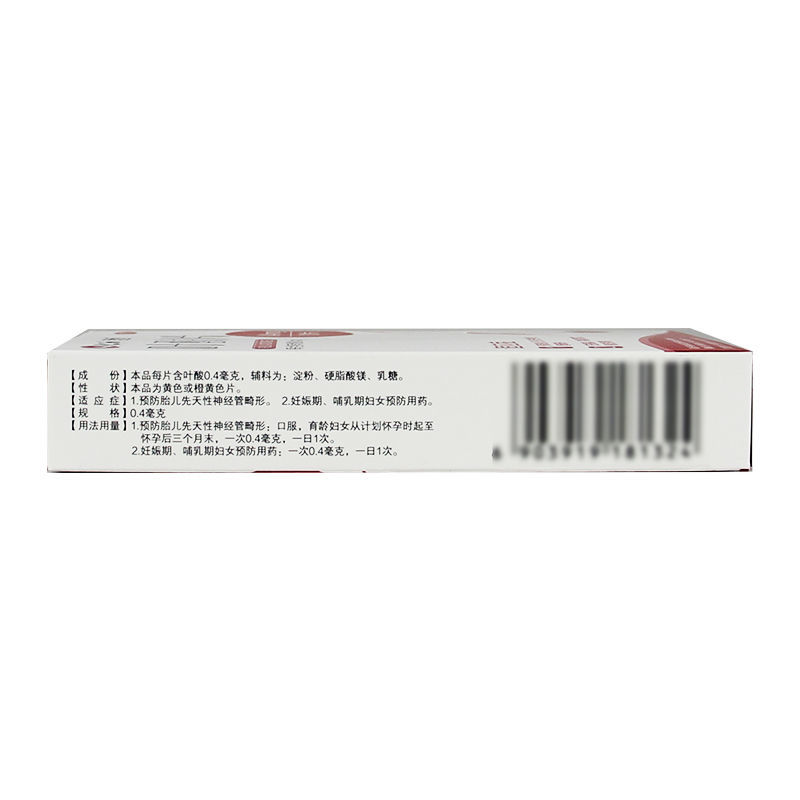 【成 份】本品每片含叶酸0.4毫克，辅料为：淀粉、硬脂酸镁、乳糖。
【性 状】本品为黄色或橙黄色片。
【适 应 症】1.预防胎儿先天性神经管畸形。 2.妊娠期、哺乳期妇女预防用药。
【规 格】0.4毫克
【用法用量】1.预防胎儿先天性神经管畸形：口服，育龄妇女从计划怀孕时起至
怀孕后三个月末，一次0.4毫克，一日1次。
2.妊娠期、哺乳期妇女预防用药：一次0.4毫克，一日1次。
6 903919 181324